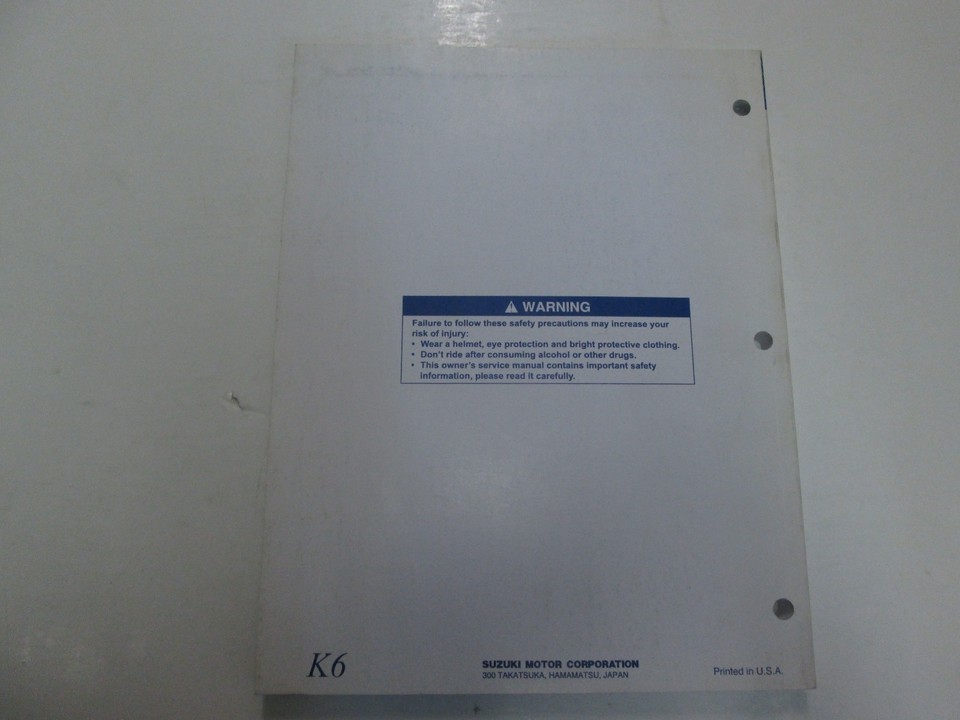 WARNING
Failure to follow these safety precautions may increase your
risk of injury:
• Wear a helmet, eye protection and bright protective clothing.
• Don't ride after consuming alcohol or other drugs.
• This owner's service manual contains important safety
information, please read it carefully.
K6
SUZUKI MOTOR CORPORATION
300 TAKATSUKA, HAMAMATSU, JAPAN
Printed in U.S.A.